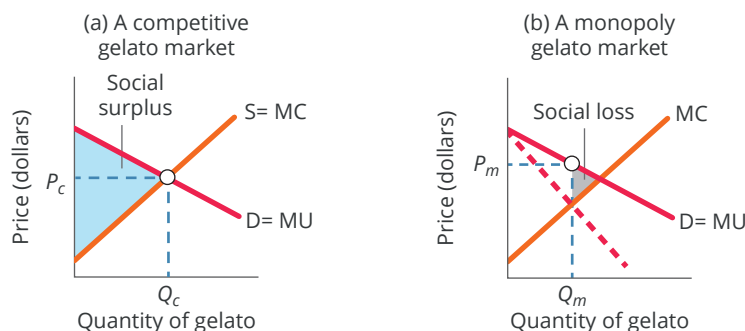 (a) A competitive
gelato market
Social
surplus
S= MC
Price (dollars)
P_c
D= MU
Q_c
Quantity of gelato
(b) A monopoly
gelato market
Social loss
MC
Price (dollars)
P_m
D= MU
Q_m
Quantity of gelato